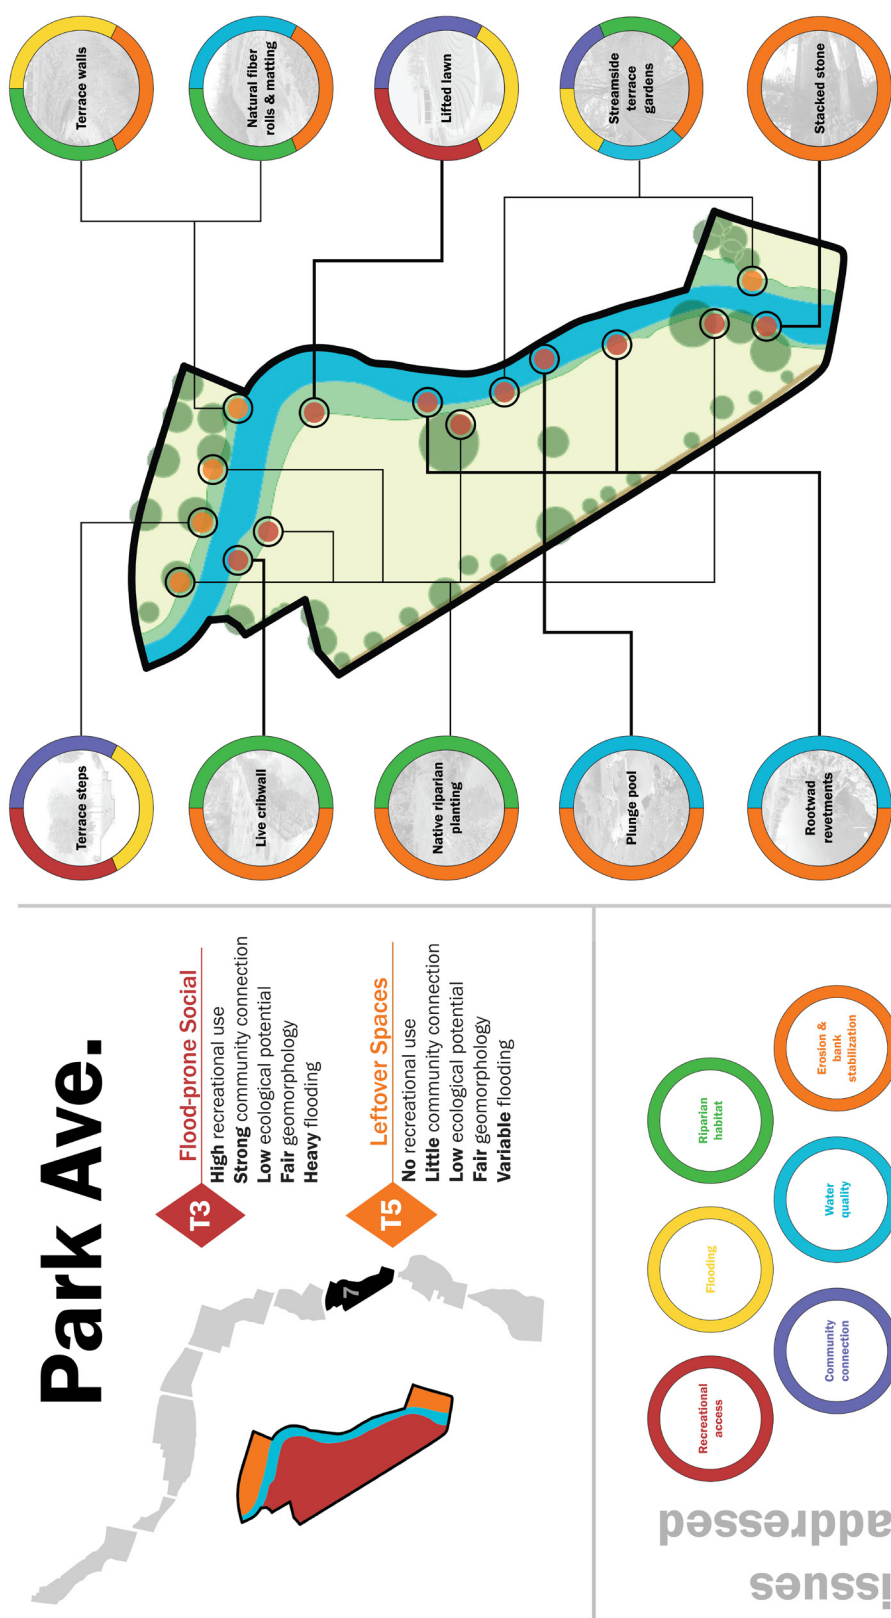 Park Ave.
T3
Flood-prone Social
High recreational use
Strong community connection
Low ecological potential
Fair geomorphology
Heavy flooding
T5
Leftover Spaces
No recreational use
Little community connection
Low ecological potential
Fair geomorphology
Variable flooding
7
issues
addressed
Recreational
access
Flooding
Riparian
habitat
Community
connection
Water
quality
Erosion &
bank
stabilization
Terrace steps
Live cribwall
Native riparian
planting
Plunge pool
Rootwad
revetments
Terrace walls
Natural fiber
rolls & matting
Lifted lawn
Streamside
terrace
gardens
Stacked stone